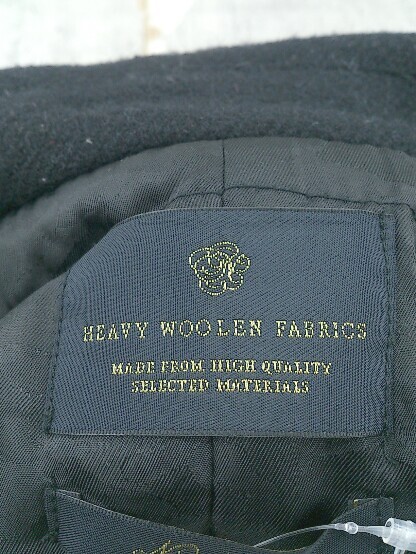 HEAVY WOOLEN FABRICS
MADE FROM HIGH QUALITY
SELECTED MATERIALS